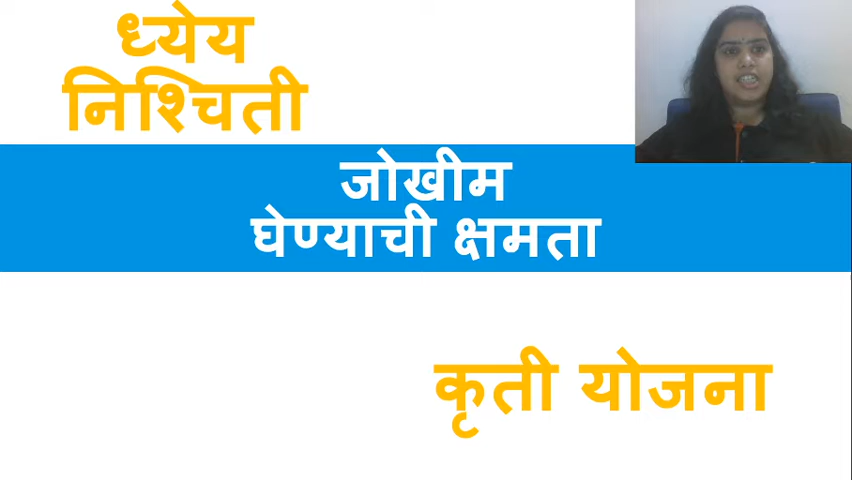 ध्येय
निश्चिती
जोखीम
घेण्याची क्षमता
कृती योजना